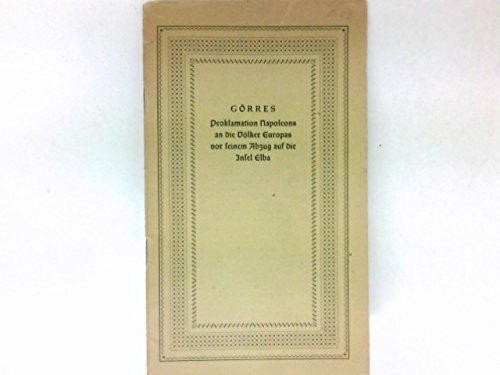 GÖRRES
Proklamation Napoleons
an die Völker Europas
vor seinem Abzug auf die
Insel Elba